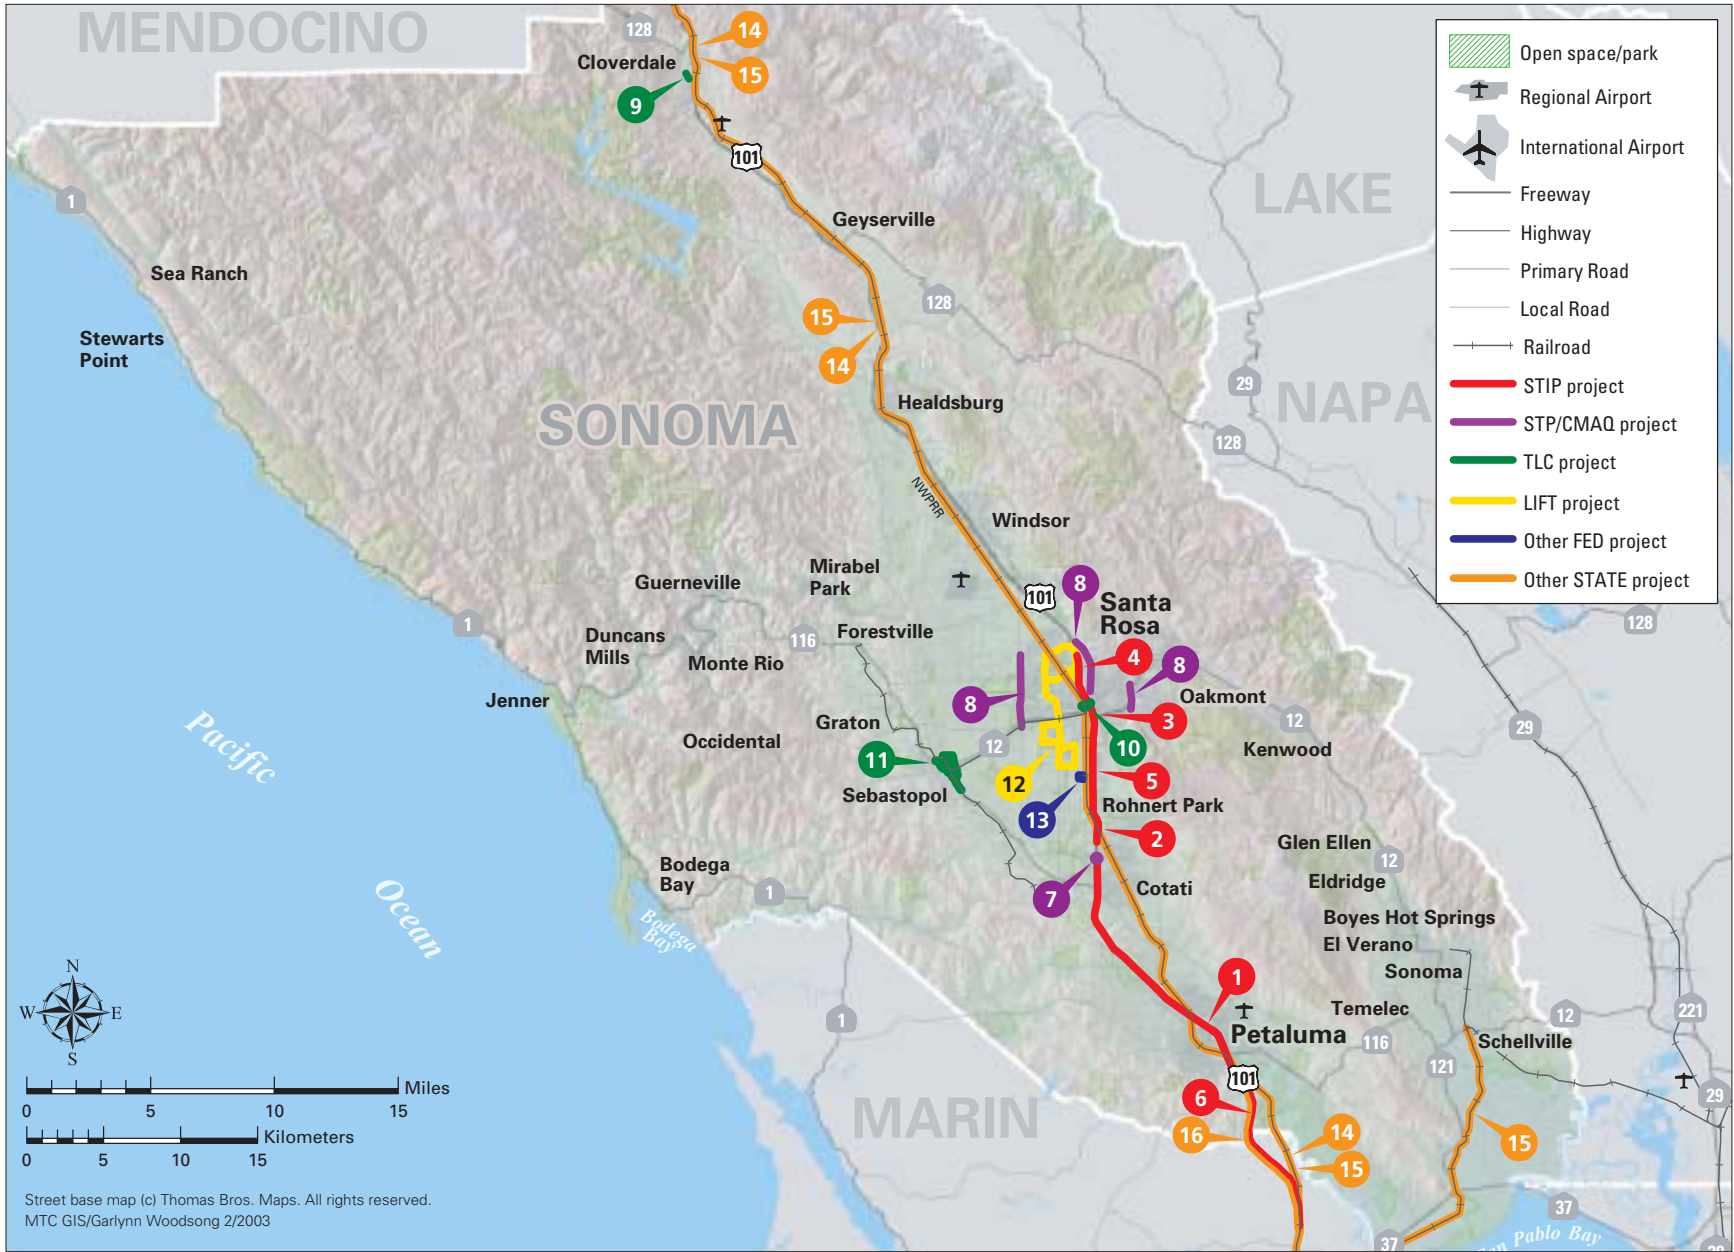 MENDOCINO
128
14
Cloverdale
15
9
101
LAKE
1
Geyserville
Sea Ranch
128
15
Stewarts
Point
14
29
NAPA
Healdsburg
SONOMA
128
NWPRR
Windsor
Mirabel
Park
Guerneville
8
101
Santa
Rosa
1
116
Forestville
128
Duncans
Mills
Monte Rio
4
8
Jenner
8
Oakmont
Graton
3
12
29
Pacific
Occidental
12
10
Kenwood
11
12
5
Sebastopol
Rohnert Park
13
2
Glen Ellen
12
Bodega
Bay
1
Eldridge
Cotati
7
Ocean
Bodega
Bay
Boyes Hot Springs
El Verano
Sonoma
1
Temelec
1
Petaluma
12
221
116
Schellville
121
101
29
6
MARIN
16
14
15
15
37
37
San Pablo Bay
29
Open space/park
Regional Airport
International Airport
Freeway
Highway
Primary Road
Local Road
Railroad
STIP project
STP/CMAQ project
TLC project
LIFT project
Other FED project
Other STATE project
N
W E
S
Miles
0 5 10 15
Kilometers
0 5 10 15
Street base map (c) Thomas Bros. Maps. All rights reserved.
MTC GIS/Garlynn Woodsong 2/2003